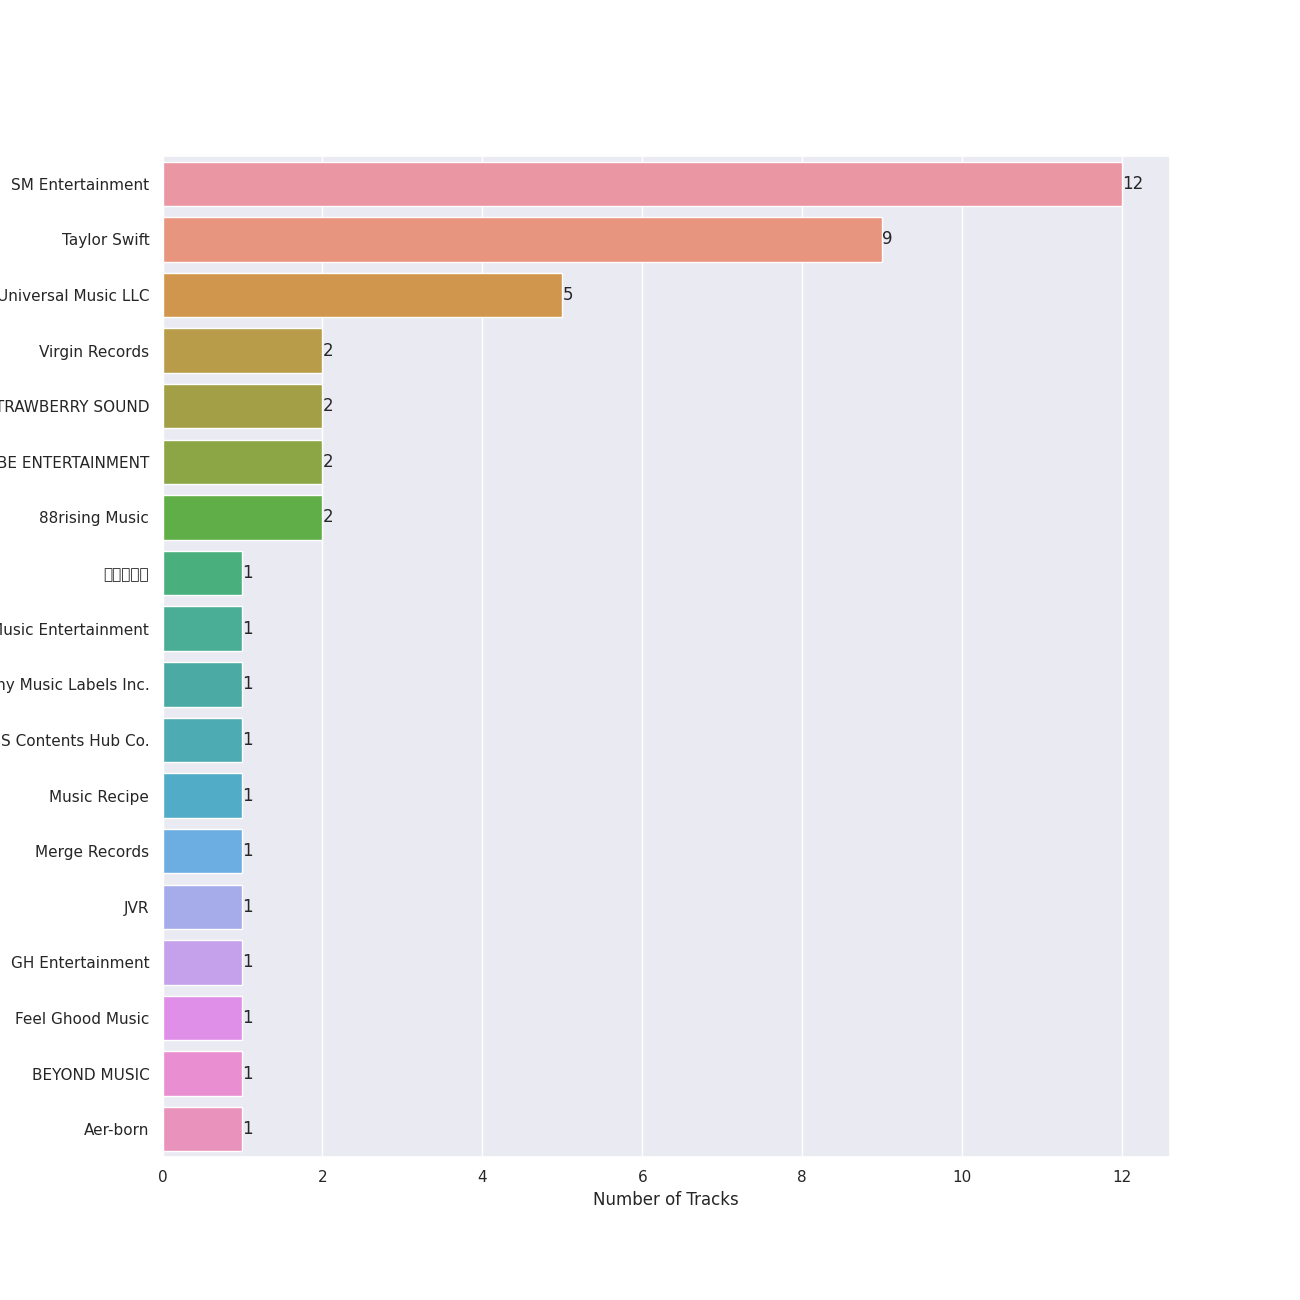 SM Entertainment 12
Taylor Swift 9
Universal Music LLC 5
Virgin Records 2
TRAWBERRY SOUND 2
BE ENTERTAINMENT 2
88rising Music 2
1
Music Entertainment 1
ny Music Labels Inc. 1
S Contents Hub Co. 1
Music Recipe 1
Merge Records 1
JVR 1
GH Entertainment 1
Feel Ghood Music 1
BEYOND MUSIC 1
Aer-born 1
0 2 4 6 8 10 12
Number of Tracks